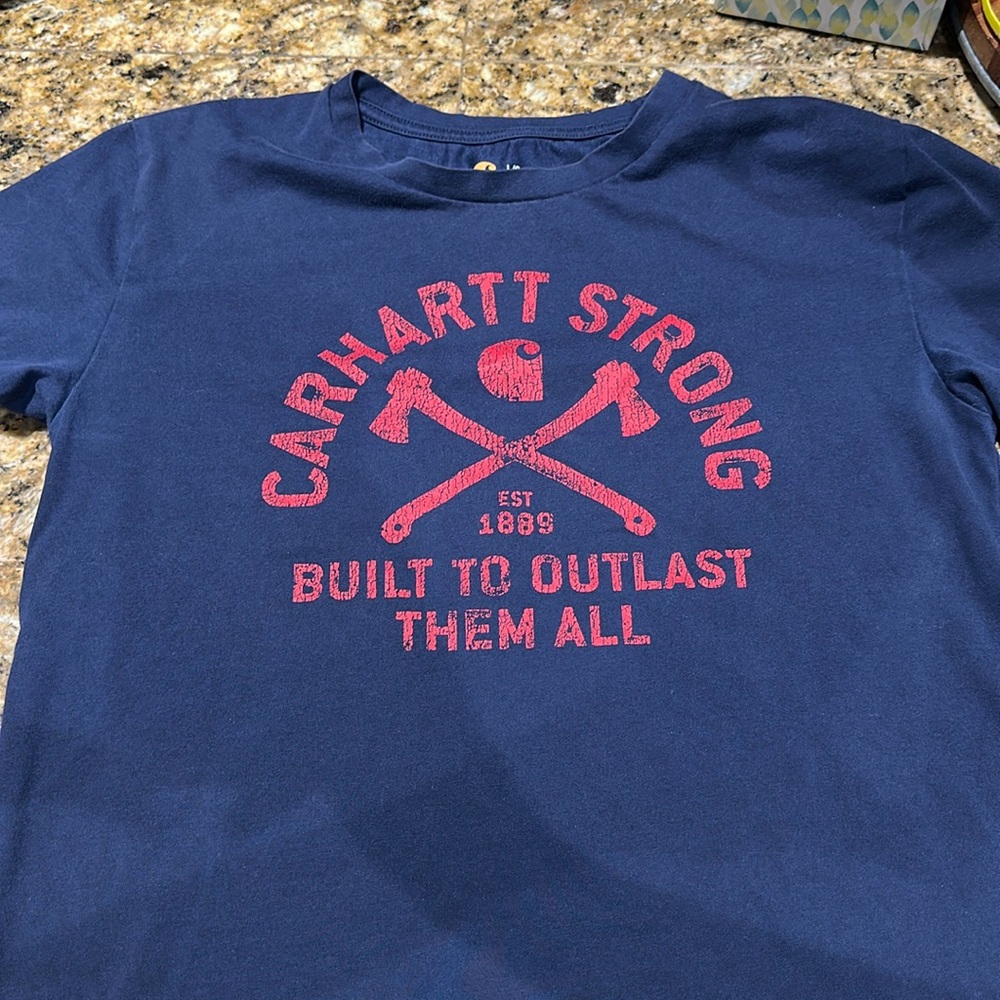 CARHARTT STRONG
EST
1889
BUILT TO OUTLAST
THEM ALL